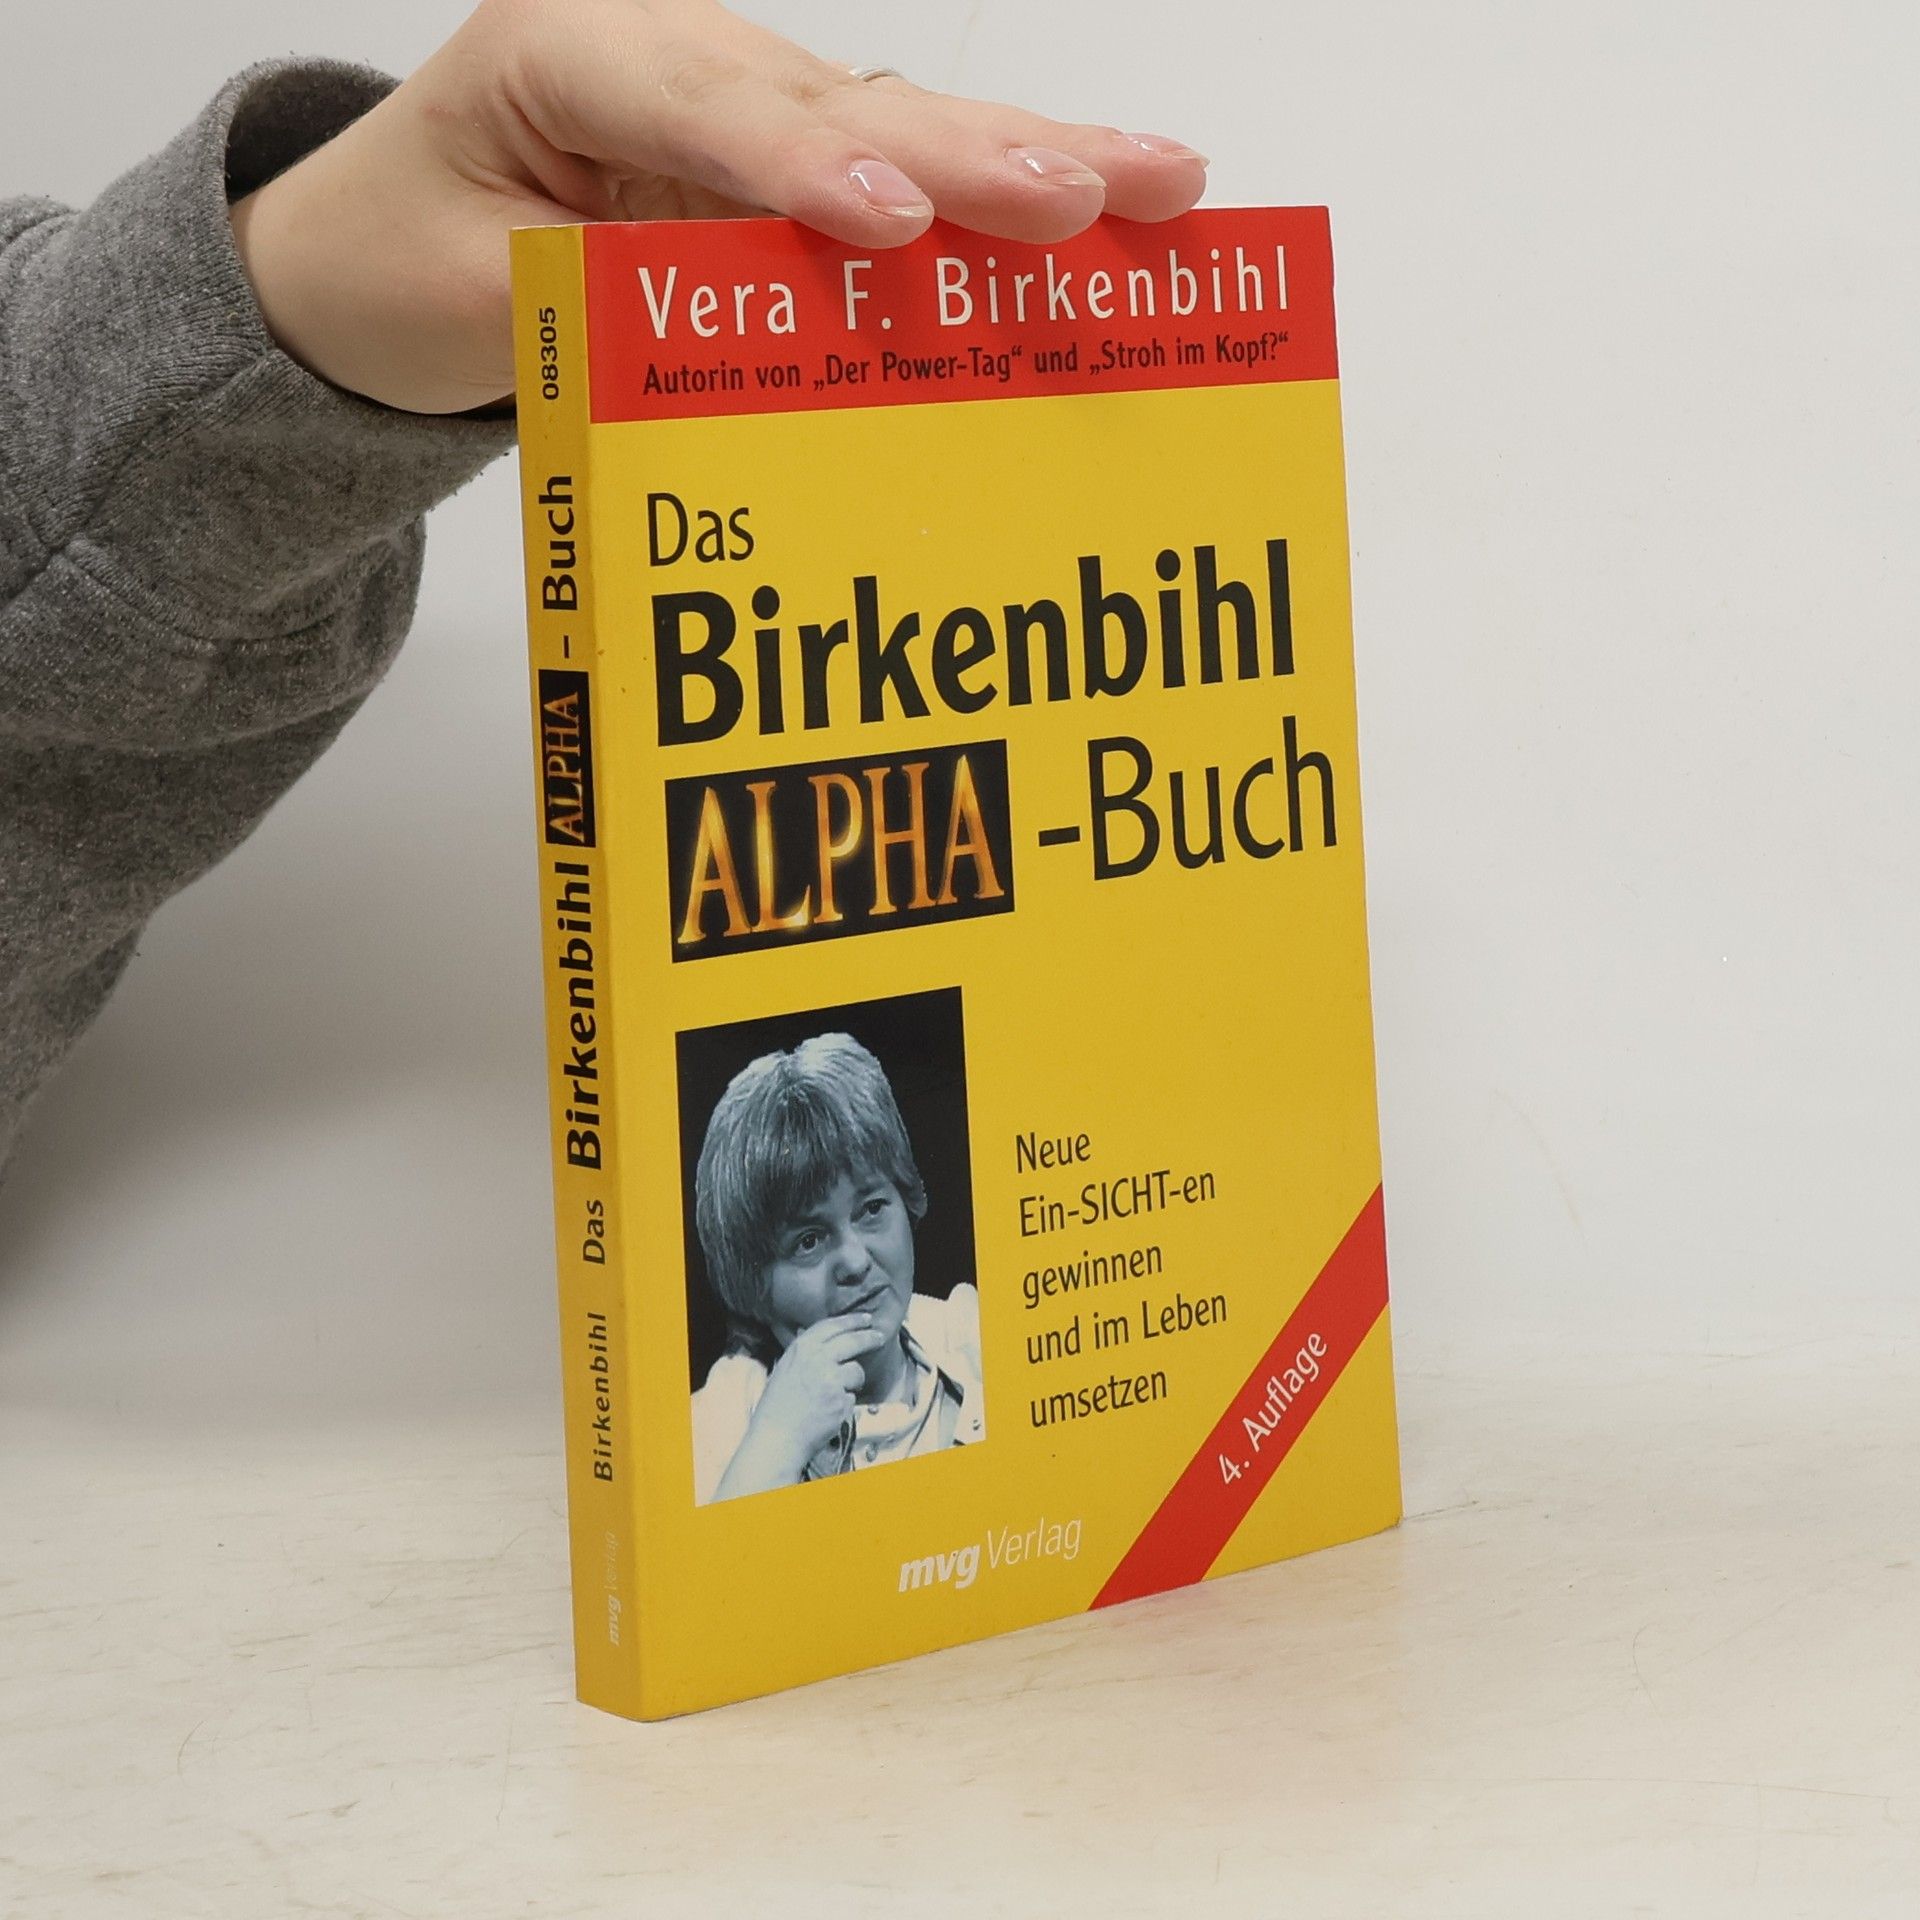 Vera F. Birkenbihl
Autorin von „Der Power-Tag“ und „Stroh im Kopf?“
Das
Birkenbihl
ALPHA -Buch
Neue
Ein-SICHT-en
gewinnen
und im Leben
umsetzen
4. Auflage
mvg Verlag
mvg Verlag Birkenbihl Das Birkenbihl ALPHA - Buch 08305